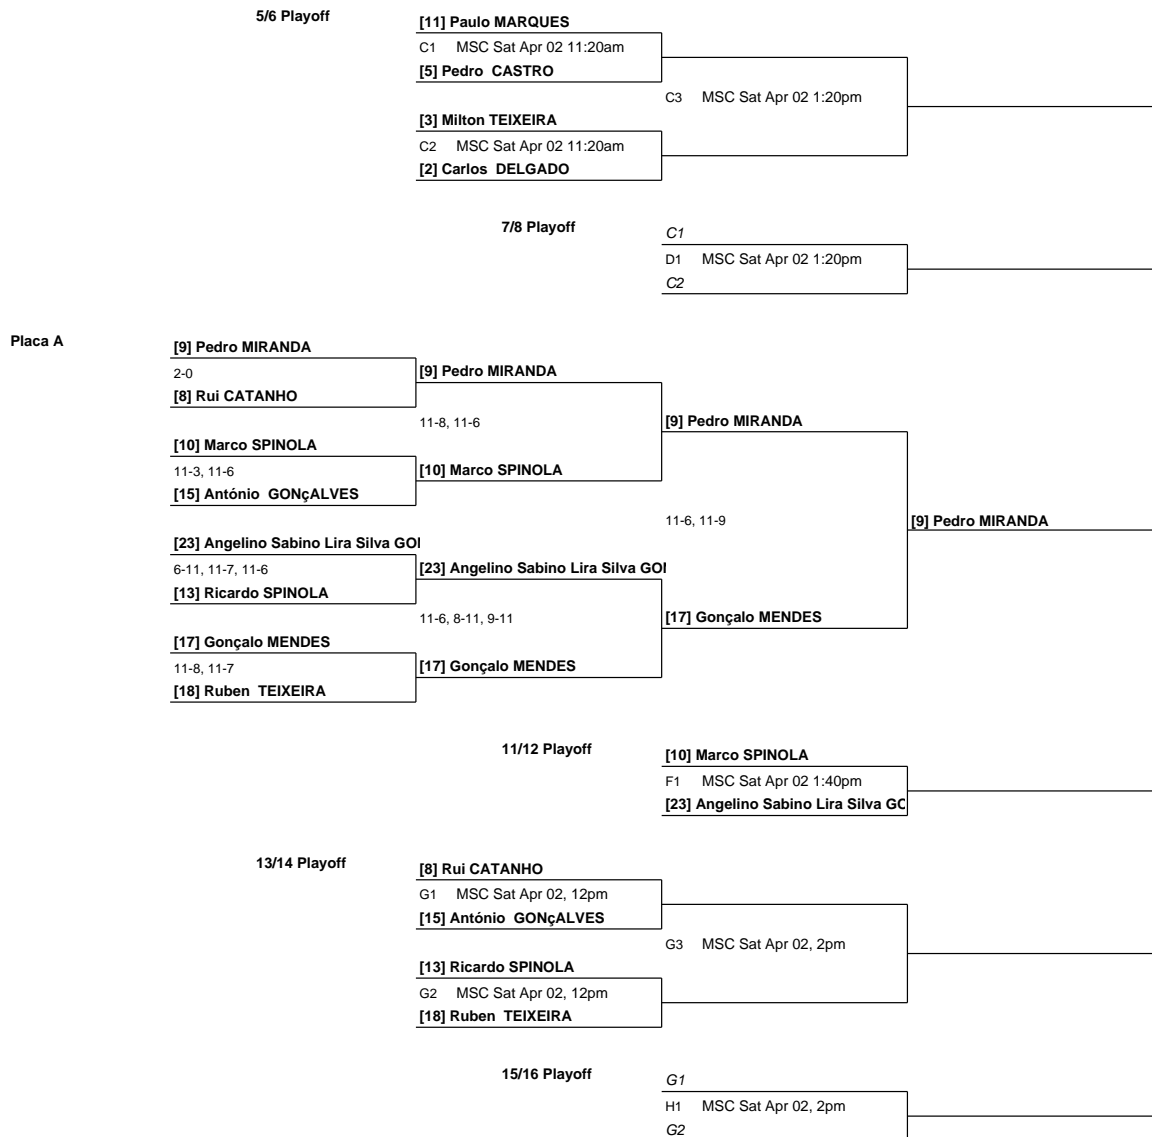 5/6 Playoff
[11] Paulo MARQUES
C1 MSC Sat Apr 02 11:20am
[5] Pedro CASTRO
C3 MSC Sat Apr 02 1:20pm
[3] Milton TEIXEIRA
C2 MSC Sat Apr 02 11:20am
[2] Carlos DELGADO
7/8 Playoff
C1
D1 MSC Sat Apr 02 1:20pm
C2
Placa A
[9] Pedro MIRANDA
2-0
[8] Rui CATANHO
[9] Pedro MIRANDA
11-8, 11-6
[9] Pedro MIRANDA
[10] Marco SPINOLA
11-3, 11-6
[15] António GONçALVES
[10] Marco SPINOLA
11-6, 11-9
[9] Pedro MIRANDA
[23] Angelino Sabino Lira Silva GOI
6-11, 11-7, 11-6
[13] Ricardo SPINOLA
[23] Angelino Sabino Lira Silva GOI
11-6, 8-11, 9-11
[17] Gonçalo MENDES
[17] Gonçalo MENDES
11-8, 11-7
[18] Ruben TEIXEIRA
[17] Gonçalo MENDES
11/12 Playoff
[10] Marco SPINOLA
F1 MSC Sat Apr 02 1:40pm
[23] Angelino Sabino Lira Silva GC
13/14 Playoff
[8] Rui CATANHO
G1 MSC Sat Apr 02, 12pm
[15] António GONçALVES
G3 MSC Sat Apr 02, 2pm
[13] Ricardo SPINOLA
G2 MSC Sat Apr 02, 12pm
[18] Ruben TEIXEIRA
15/16 Playoff
G1
H1 MSC Sat Apr 02, 2pm
G2